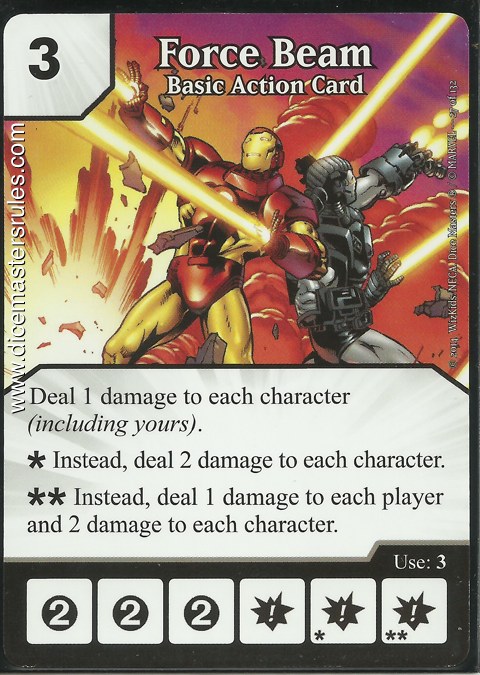 3
Force Beam
Basic Action Card
www.dicemastersrules.com
Deal 1 damage to each character
(including yours).
* Instead, deal 2 damage to each character.
** Instead, deal 1 damage to each player
and 2 damage to each character.
Use: 3
2 2 2 ! ! * ! **